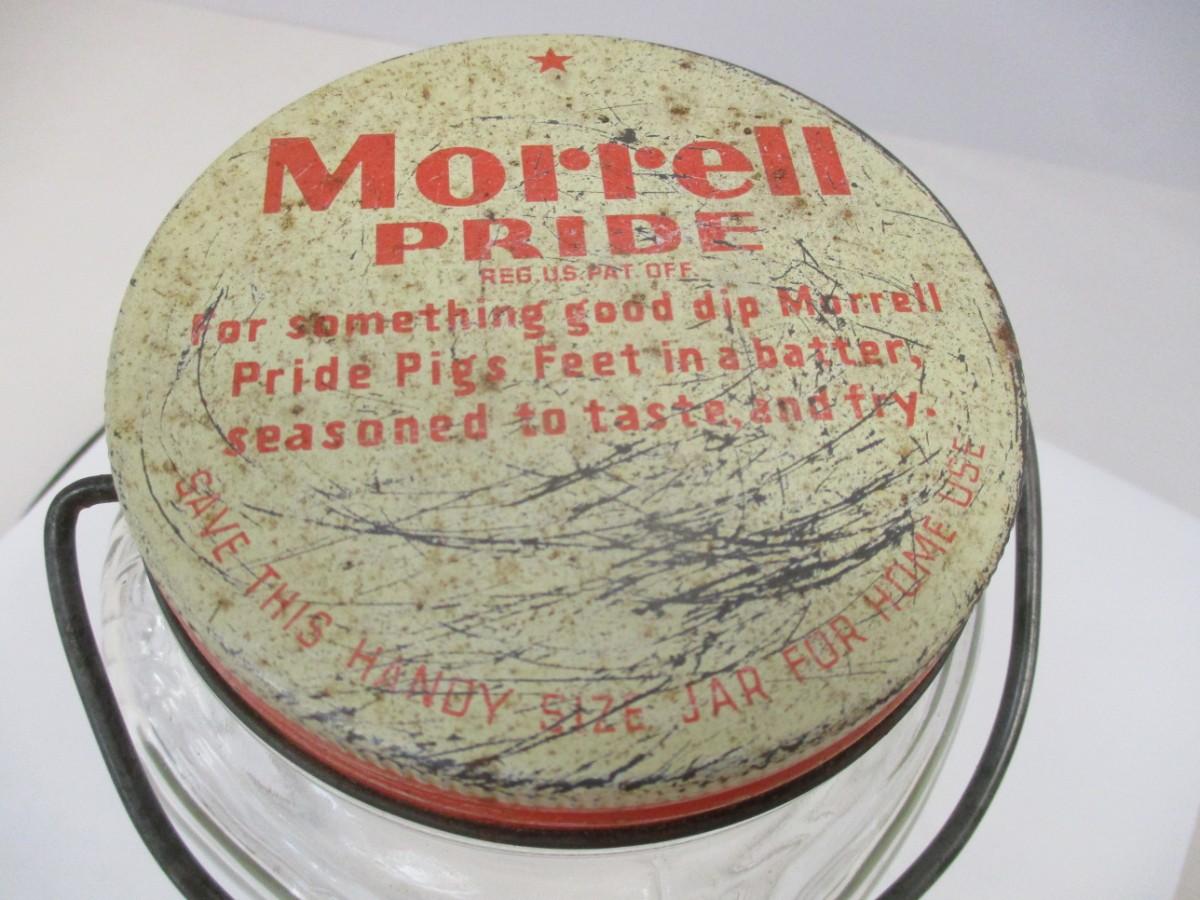 Morrell
PRIDE
REG. U.S. PAT OFF.
For something good dip Morrell
Pride Pigs Feet in a batter,
seasoned to taste, and fry.
SAVE THIS HANDY SIZE JAR FOR HOME USE